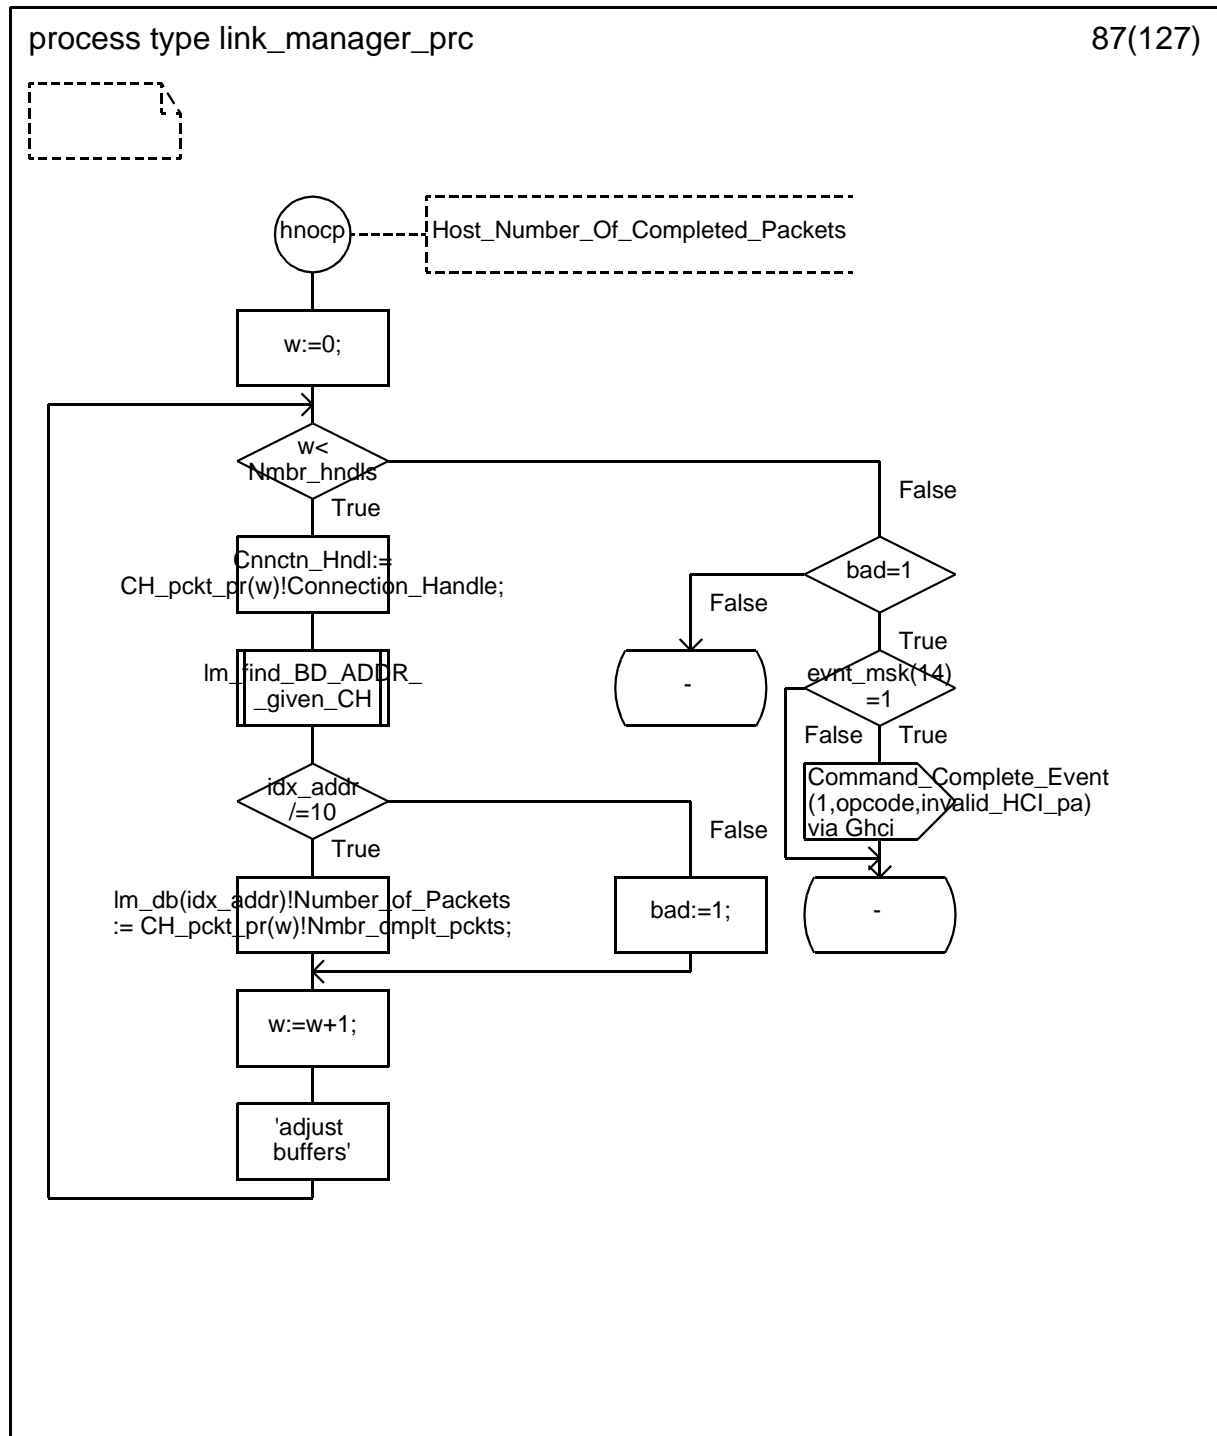 process type link_manager_prc
87(127)
hnocp
Host_Number_Of_Completed_Packets
w:=0;
w<
Nmbr_hndls
False
True
Cnnctn_Hndl:=
CH_pckt_pr(w)!Connection_Handle;
bad=1
False
True
lm_find_BD_ADDR_
_given_CH
-
evnt_msk(14)
=1
False
True
idx_addr
/=10
False
True
Command_Complete_Event
(1,opcode,invalid_HCI_pa)
via Ghci
lm_db(idx_addr)!Number_of_Packets
:= CH_pckt_pr(w)!Nmbr_cmplt_pckts;
bad:=1;
-
w:=w+1;
'adjust
buffers'